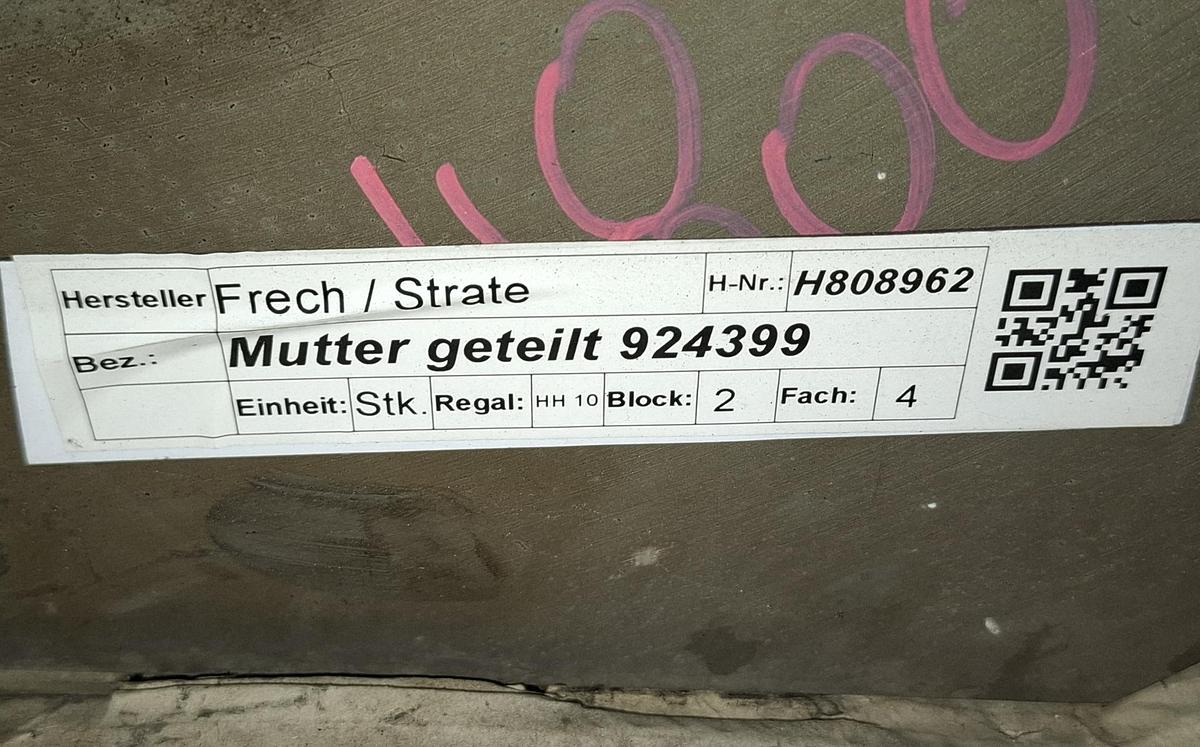 Hersteller Frech / Strate H-Nr.: H808962
Bez.: Mutter geteilt 924399
Einheit: Stk. Regal: HH 10 Block: 2 Fach: 4